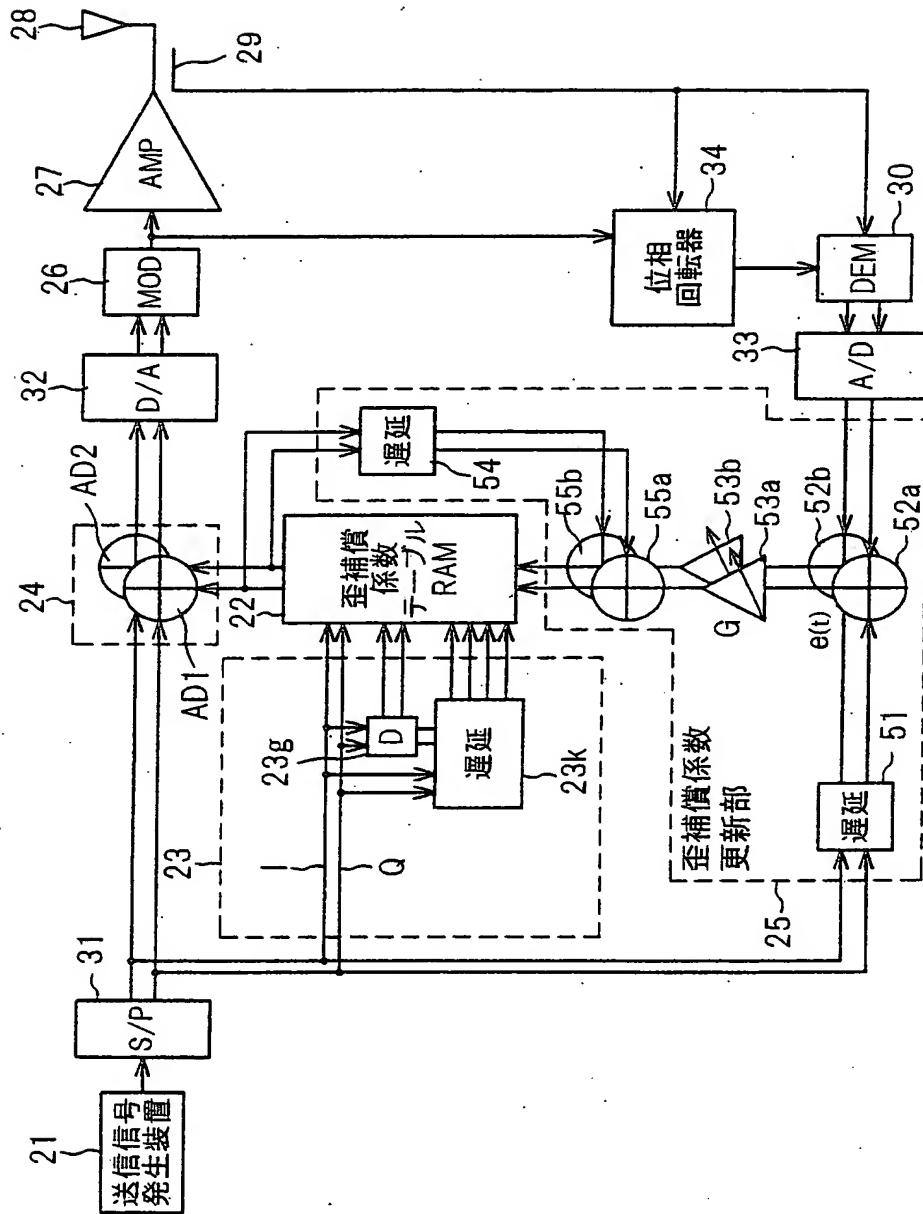 21
送信信号
発生装置
31
S/P
24
AD2
AD1
32
D/A
26
MOD
27
AMP
28
29
23
I
Q
23g
D
遅延
23k
22
歪補償
係数
テーブル
RAM
遅延
54
55b
55a
53b
53a
G
34
位相
回転器
30
DEM
33
A/D
52b
52a
e(t)
51
遅延
25
歪補償係数
更新部